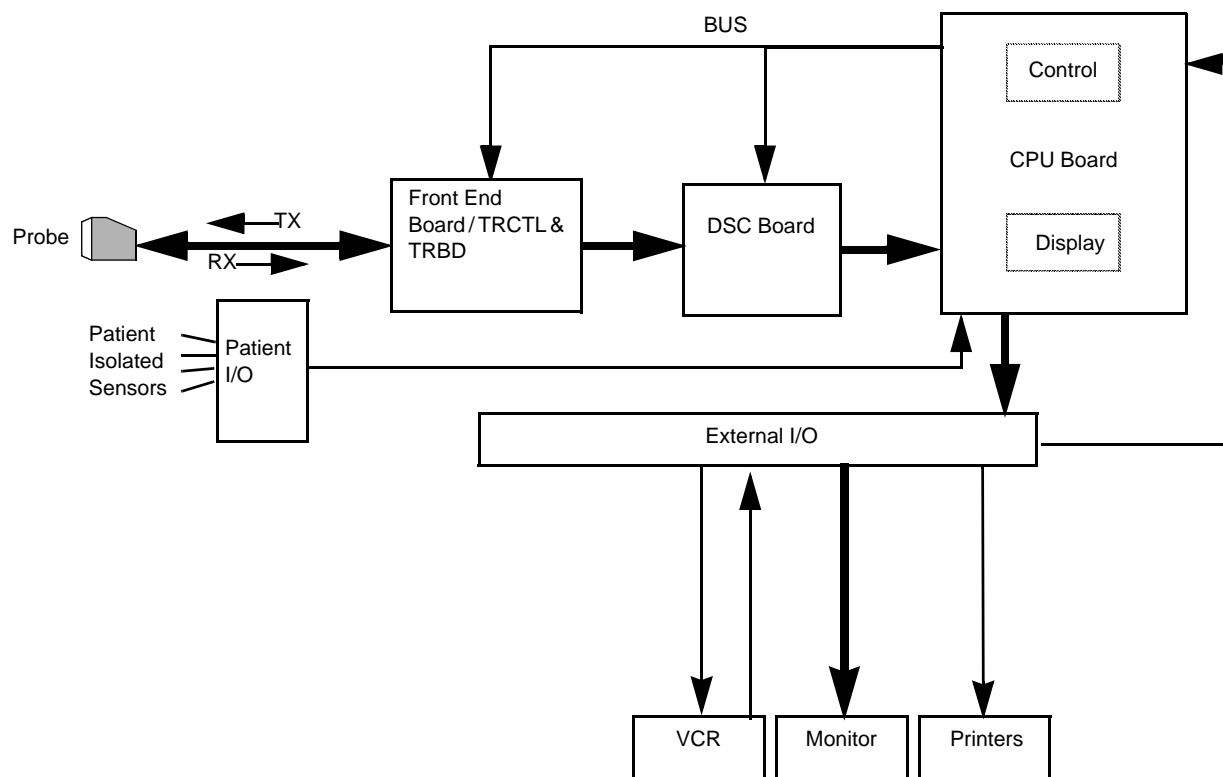 BUS
Control
CPU Board
Display
Front End
Board / TRCTL &
TRBD
DSC Board
Probe
TX
RX
Patient
Isolated
Sensors
Patient
I/O
External I/O
VCR
Monitor
Printers